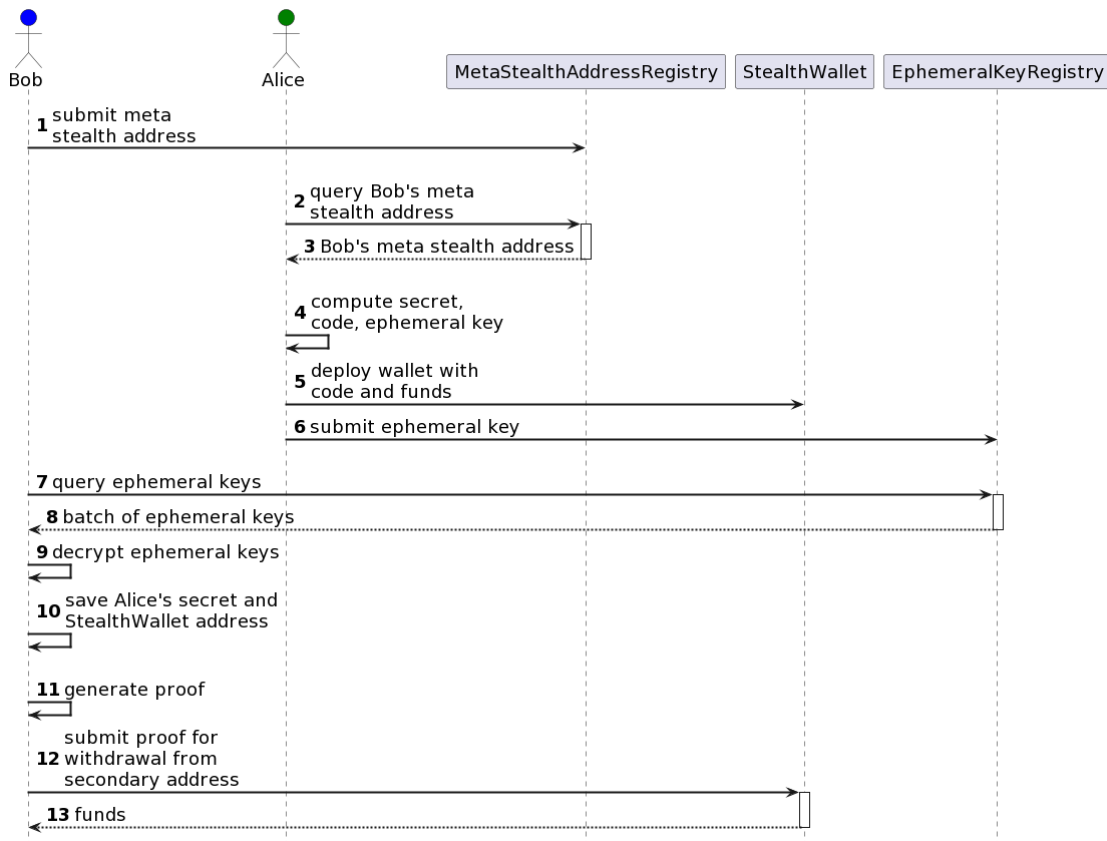 Bob
Alice
MetaStealthAddressRegistry
StealthWallet
EphemeralKeyRegistry
1 submit meta
stealth address
2 query Bob's meta
stealth address
3 Bob's meta stealth address
4 compute secret,
code, ephemeral key
5 deploy wallet with
code and funds
6 submit ephemeral key
7 query ephemeral keys
8 batch of ephemeral keys
9 decrypt ephemeral keys
10 save Alice's secret and
StealthWallet address
11 generate proof
submit proof for
12 withdrawal from
secondary address
13 funds